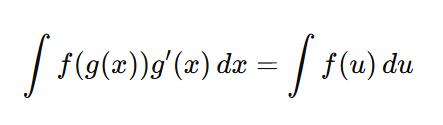 ∫ f(g(x))g′(x) dx = ∫ f(u) du